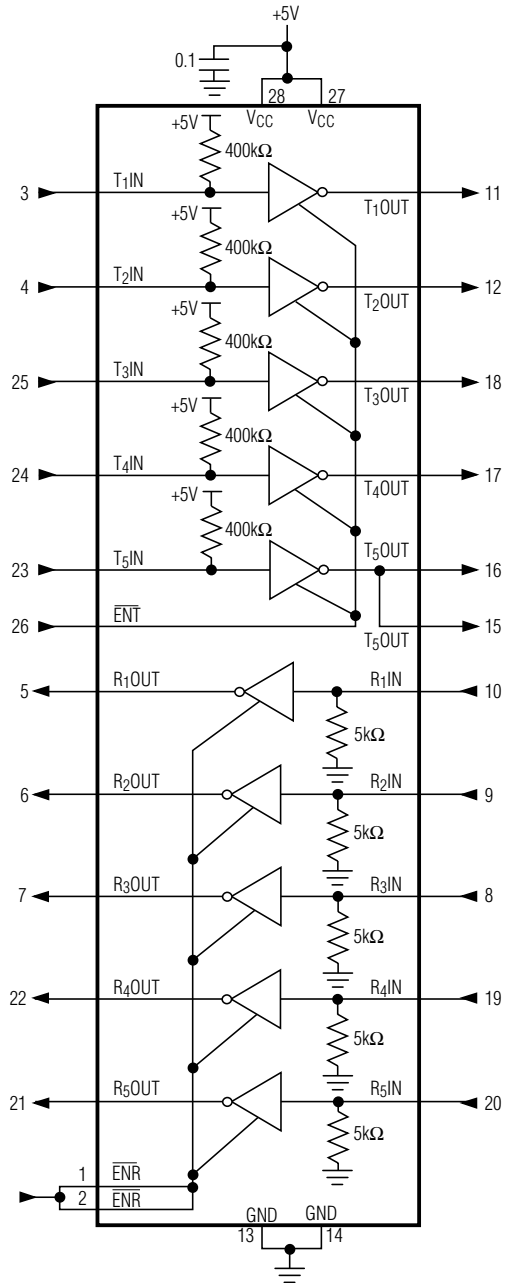 +5V
0.1
28 27
VCC VCC
+5V
400kΩ
3 T1IN T1OUT 11
+5V
400kΩ
4 T2IN T2OUT 12
+5V
400kΩ
25 T3IN T3OUT 18
+5V
400kΩ
24 T4IN T4OUT 17
+5V
400kΩ
23 T5IN T5OUT 16
26 ENT 15
T5OUT
5 R1OUT R1IN 10
5kΩ
6 R2OUT R2IN 9
5kΩ
7 R3OUT R3IN 8
5kΩ
22 R4OUT R4IN 19
5kΩ
21 R5OUT R5IN 20
5kΩ
1 ENR
2 ENR
GND GND
13 14